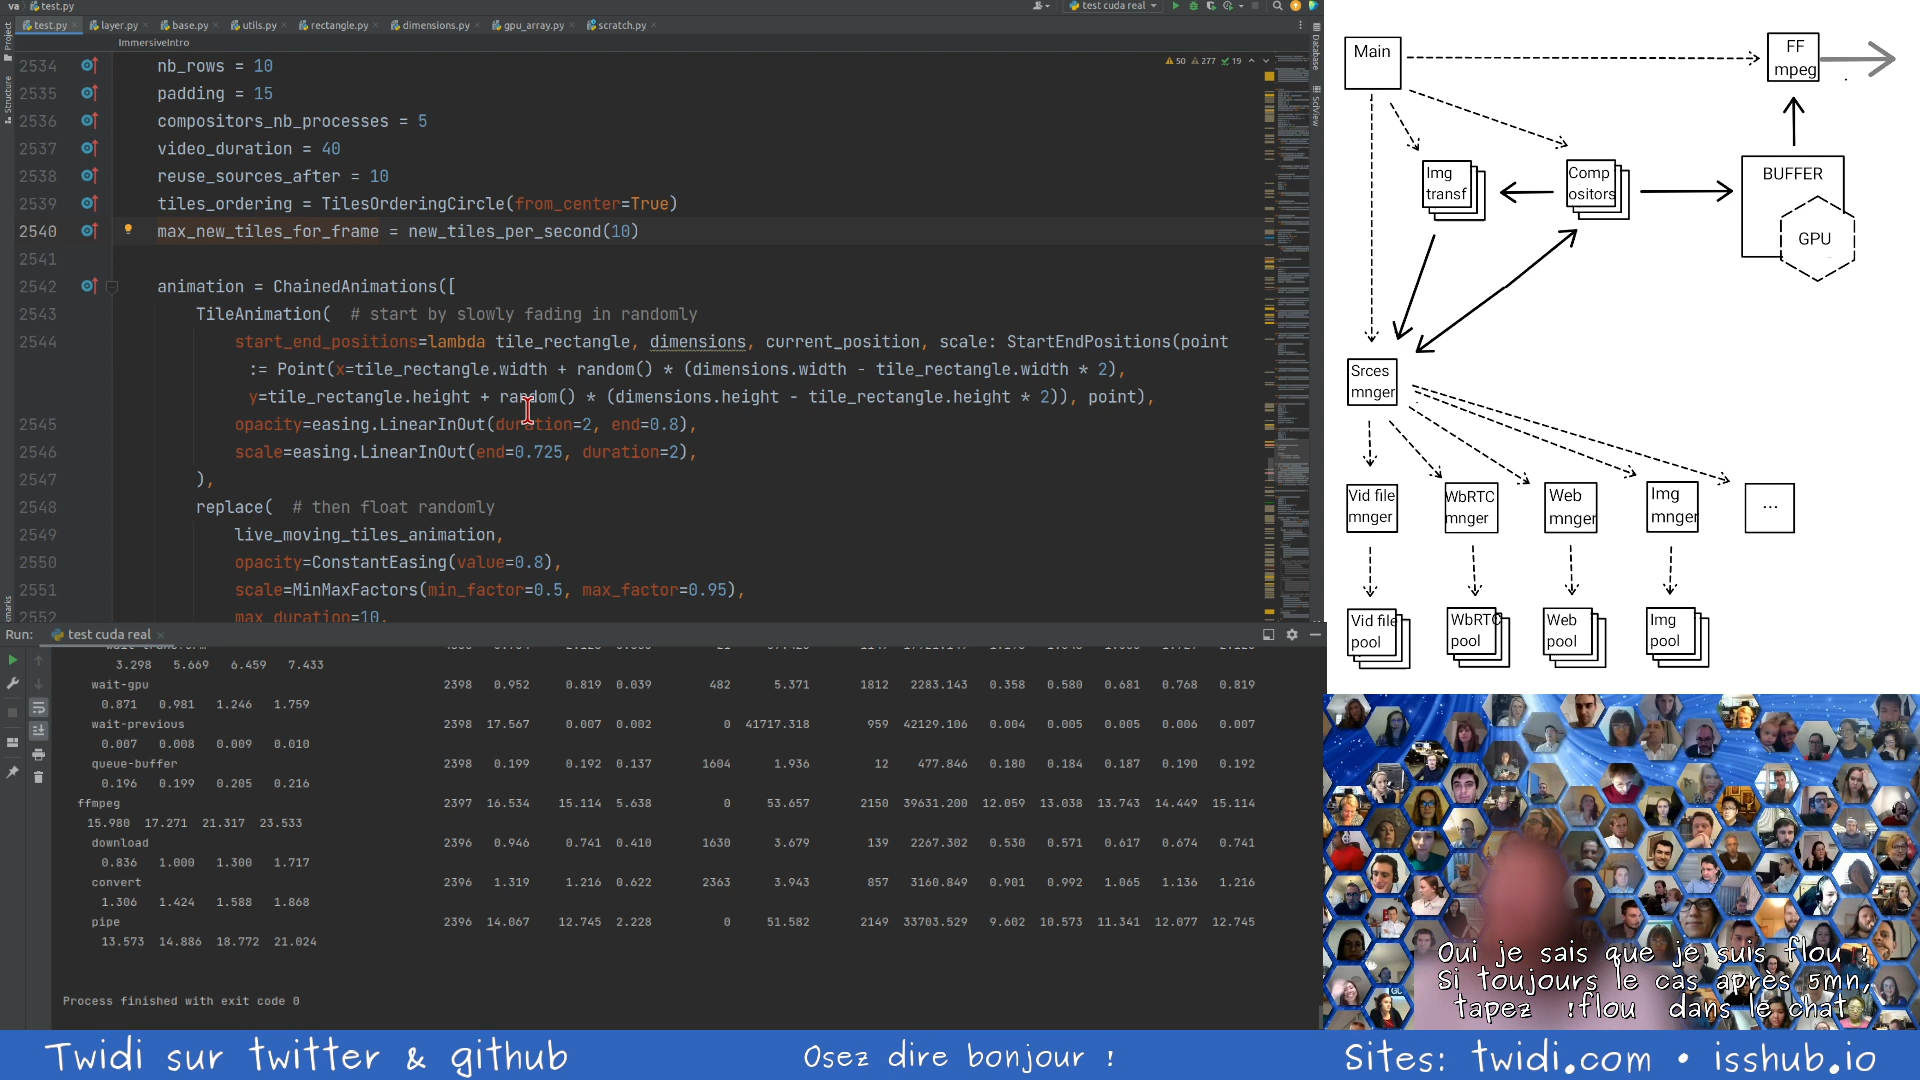 va
test.py
test cuda real
test.py
layer.py
base.py
utils.py
rectangle.py
dimensions.py
gpu_array.py
scratch.py
ImmersiveIntro
Project
Structure
Database
SciView
50 277 19
2534 nb_rows = 10
2535 padding = 15
2536 compositors_nb_processes = 5
2537 video_duration = 40
2538 reuse_sources_after = 10
2539 tiles_ordering = TilesOrderingCircle(from_center=True)
2540 max_new_tiles_for_frame = new_tiles_per_second(10)
2541
2542 animation = ChainedAnimations([
2543 TileAnimation( # start by slowly fading in randomly
2544 start_end_positions=lambda tile_rectangle, dimensions, current_position, scale: StartEndPositions(point
:= Point(x=tile_rectangle.width + random() * (dimensions.width - tile_rectangle.width * 2),
y=tile_rectangle.height + random() * (dimensions.height - tile_rectangle.height * 2)), point),
2545 opacity=easing.LinearInOut(duration=2, end=0.8),
2546 scale=easing.LinearInOut(end=0.725, duration=2),
2547 ),
2548 replace( # then float randomly
2549 live_moving_tiles_animation,
2550 opacity=ConstantEasing(value=0.8),
2551 scale=MinMaxFactors(min_factor=0.5, max_factor=0.95),
2552 max_duration=10,
Run: test cuda real
3.298 5.669 6.459 7.433
wait-gpu 2398 0.952 0.819 0.039 482 5.371 1812 2283.143 0.358 0.580 0.681 0.768 0.819
0.871 0.981 1.246 1.759
wait-previous 2398 17.567 0.007 0.002 0 41717.318 959 42129.106 0.004 0.005 0.005 0.006 0.007
0.007 0.008 0.009 0.010
queue-buffer 2398 0.199 0.192 0.137 1604 1.936 12 477.846 0.180 0.184 0.187 0.190 0.192
0.196 0.199 0.205 0.216
ffmpeg 2397 16.534 15.114 5.638 0 53.657 2150 39631.200 12.059 13.038 13.743 14.449 15.114
15.980 17.271 21.317 23.533
download 2396 0.946 0.741 0.410 1630 3.679 139 2267.302 0.530 0.571 0.617 0.674 0.741
0.836 1.000 1.300 1.717
convert 2396 1.319 1.216 0.622 2363 3.943 857 3160.849 0.901 0.992 1.065 1.136 1.216
1.306 1.424 1.588 1.868
pipe 2396 14.067 12.745 2.228 0 51.582 2149 33703.529 9.602 10.573 11.341 12.077 12.745
13.573 14.886 18.772 21.024
Process finished with exit code 0
Main
FF
mpeg
Img
transf
Comp
ositors
BUFFER
GPU
Srces
mnger
Vid file
mnger
WbRTC
mnger
Web
mnger
Img
mnger
...
Vid file
pool
WbRTC
pool
Web
pool
Img
pool
Oui je sais que je suis flou !
Si toujours le cas après 5mn,
tapez !flou dans le chat
Twidi sur twitter & github
Osez dire bonjour !
Sites: twidi.com • isshub.io